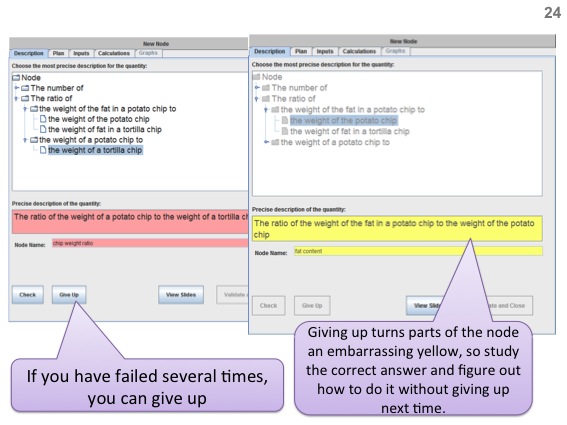 24
New Node
Description Plan Inputs Calculations Graphs
Choose the most precise description for the quantity:
Node
The number of
The ratio of
the weight of the fat in a potato chip to
the weight of the potato chip
the weight of fat in a tortilla chip
the weight of a potato chip to
the weight of a tortilla chip
Precise description of the quantity:
The ratio of the weight of a potato chip to the weight of a tortilla ch
Node Name: chip weight ratio
Check Give Up View Slides Validate
New Node
Description Plan Inputs Calculations Graphs
Choose the most precise description for the quantity:
Node
The number of
The ratio of
the weight of the fat in a potato chip to
the weight of the potato chip
the weight of fat in a tortilla chip
the weight of a potato chip to
Precise description of the quantity:
The ratio of the weight of the fat in a potato chip to the weight of the potato
chip
Node Name: fat content
Check Give Up View Slid ate and Close
If you have failed several times,
you can give up
Giving up turns parts of the node
an embarrassing yellow, so study
the correct answer and figure out
how to do it without giving up
next time.